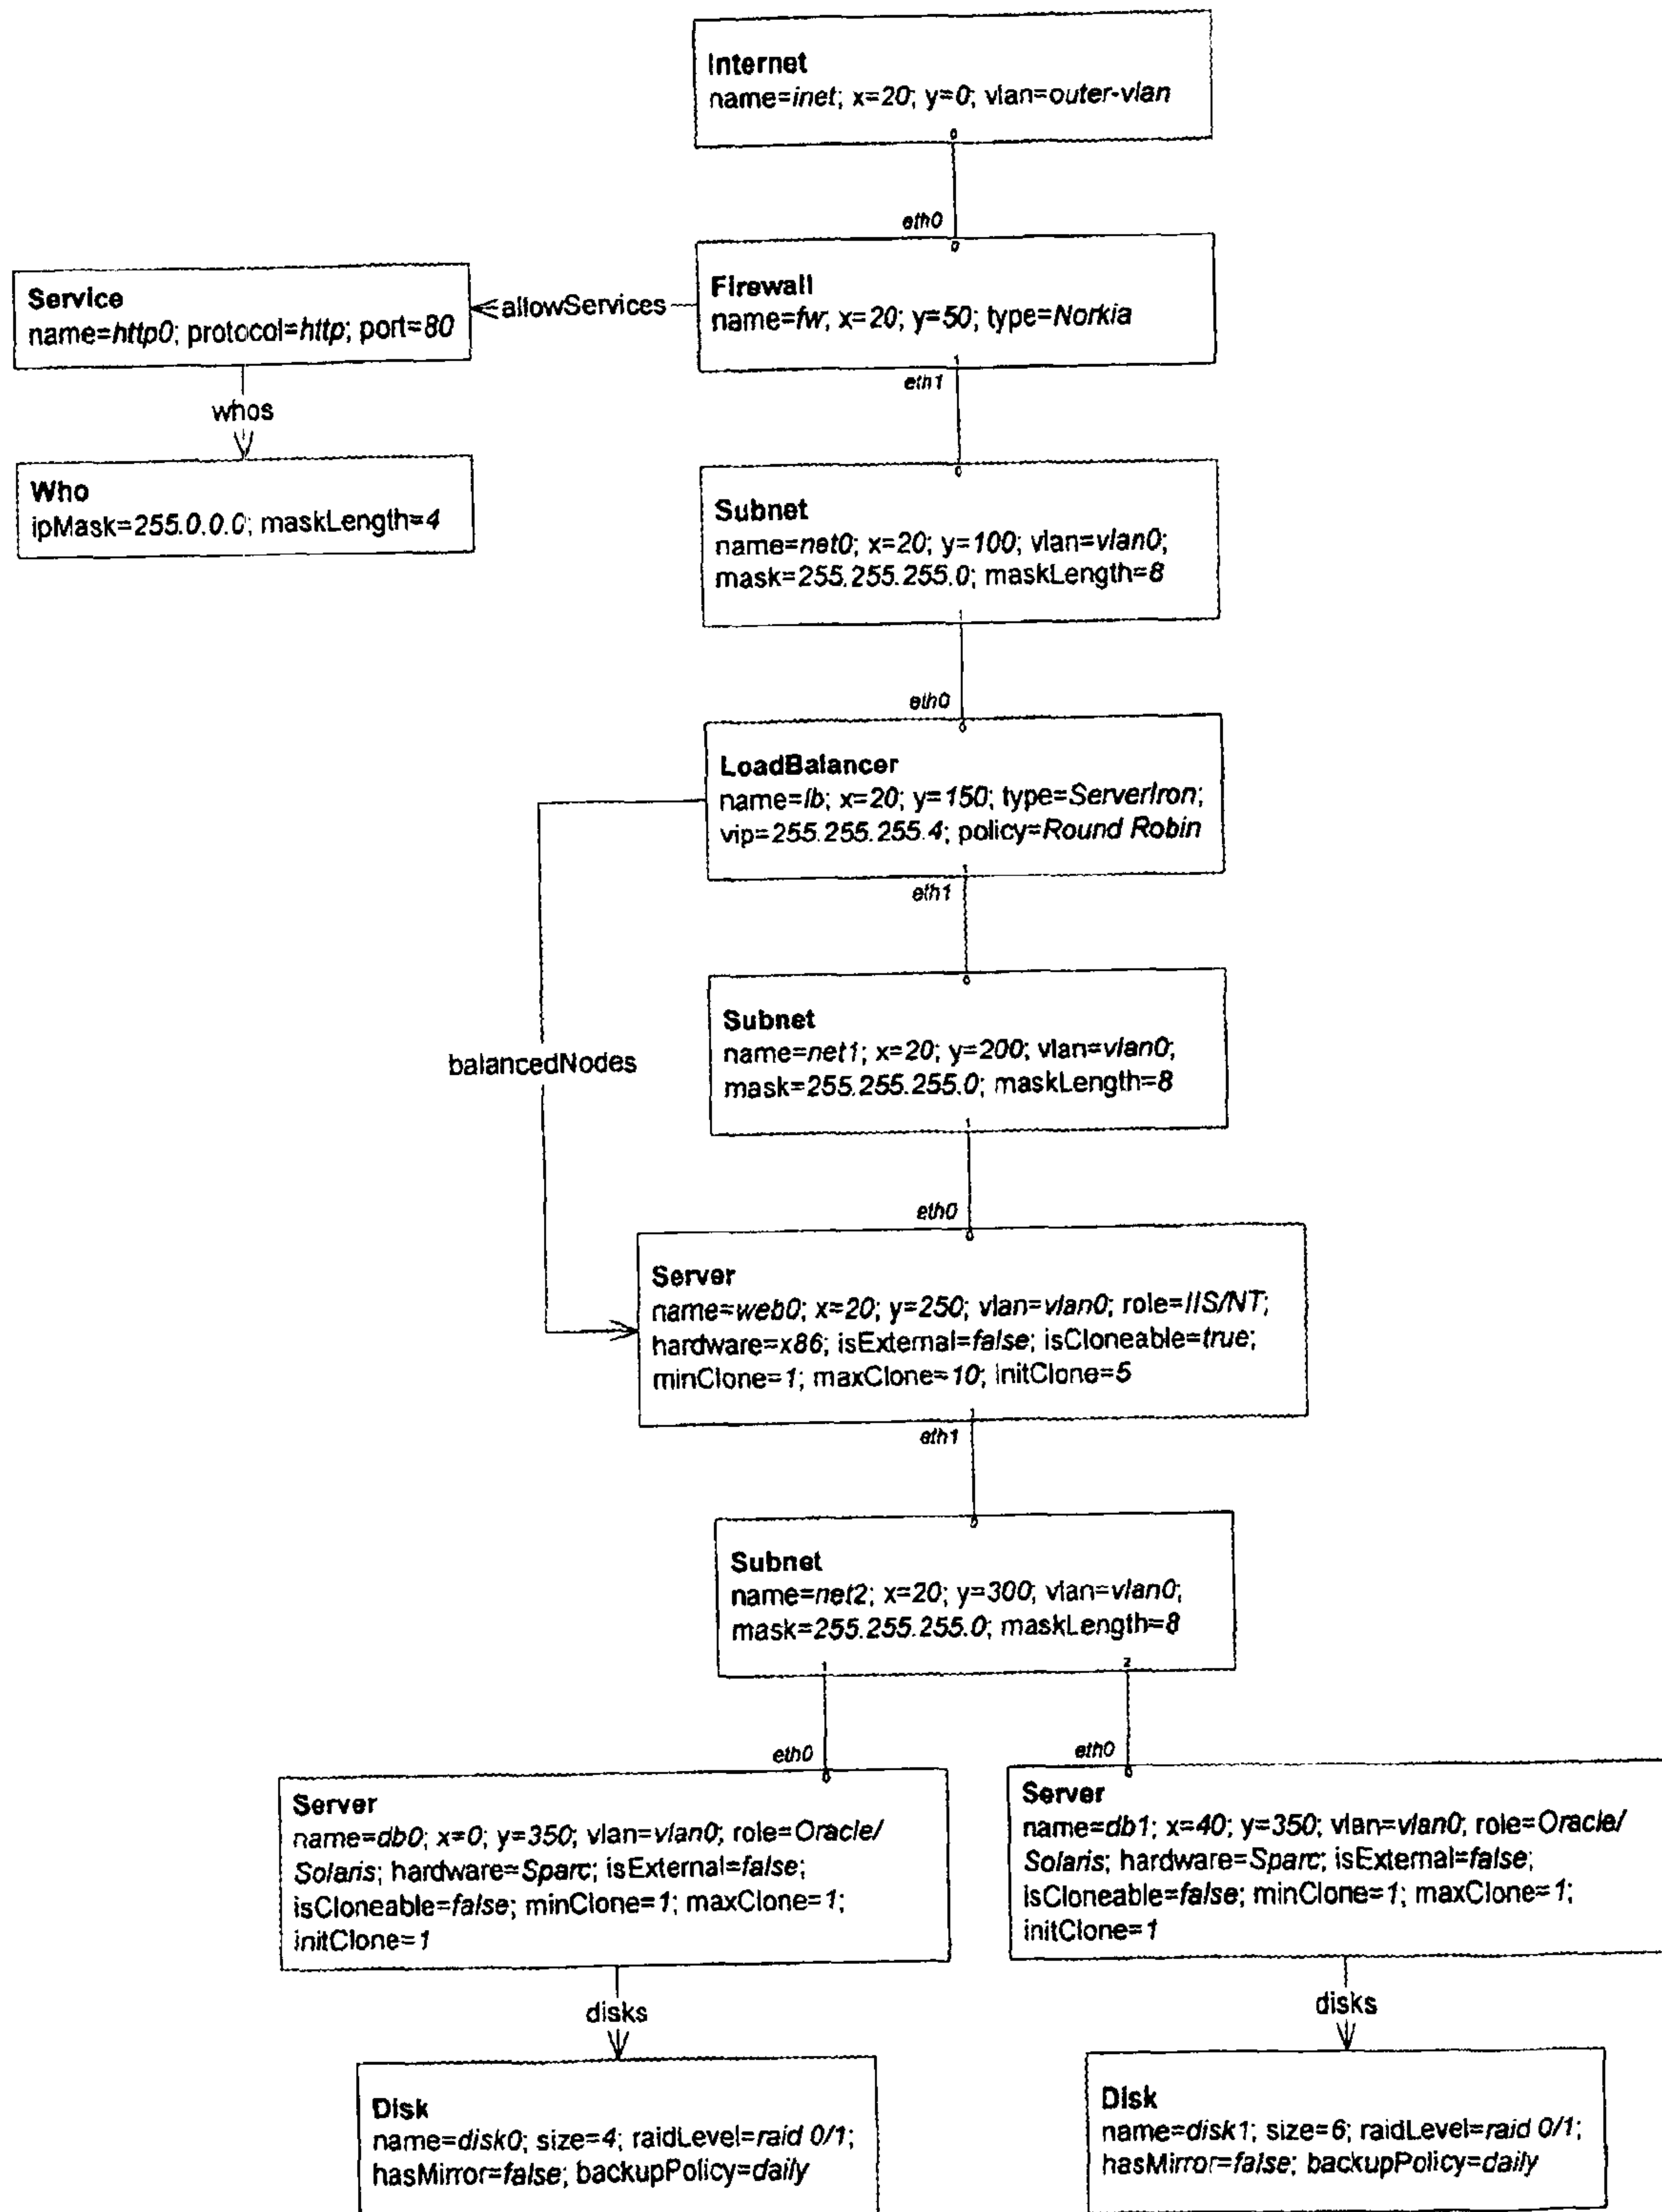 Internet
name=inet; x=20; y=0; vlan=outer-vlan
0
eth0
0
Firewall
name=fw; x=20; y=50; type=Norkia
1
eth1
allowServices
Service
name=http0; protocol=http; port=80
whos
Who
ipMask=255.0.0.0; maskLength=4
0
Subnet
name=net0; x=20; y=100; vlan=vlan0;
mask=255.255.255.0; maskLength=8
1
eth0
0
LoadBalancer
name=lb; x=20; y=150; type=ServerIron;
vip=255.255.255.4; policy=Round Robin
1
eth1
balancedNodes
0
Subnet
name=net1; x=20; y=200; vlan=vlan0;
mask=255.255.255.0; maskLength=8
1
eth0
0
Server
name=web0; x=20; y=250; vlan=vlan0; role=IIS/NT;
hardware=x86; isExternal=false; isCloneable=true;
minClone=1; maxClone=10; initClone=5
1
eth1
0
Subnet
name=net2; x=20; y=300; vlan=vlan0;
mask=255.255.255.0; maskLength=8
1 2
eth0 eth0
0 0
Server
name=db0; x=0; y=350; vlan=vlan0; role=Oracle/
Solaris; hardware=Sparc; isExternal=false;
isCloneable=false; minClone=1; maxClone=1;
initClone=1
disks
Disk
name=disk0; size=4; raidLevel=raid 0/1;
hasMirror=false; backupPolicy=daily
Server
name=db1; x=40; y=350; vlan=vlan0; role=Oracle/
Solaris; hardware=Sparc; isExternal=false;
isCloneable=false; minClone=1; maxClone=1;
initClone=1
disks
Disk
name=disk1; size=6; raidLevel=raid 0/1;
hasMirror=false; backupPolicy=daily